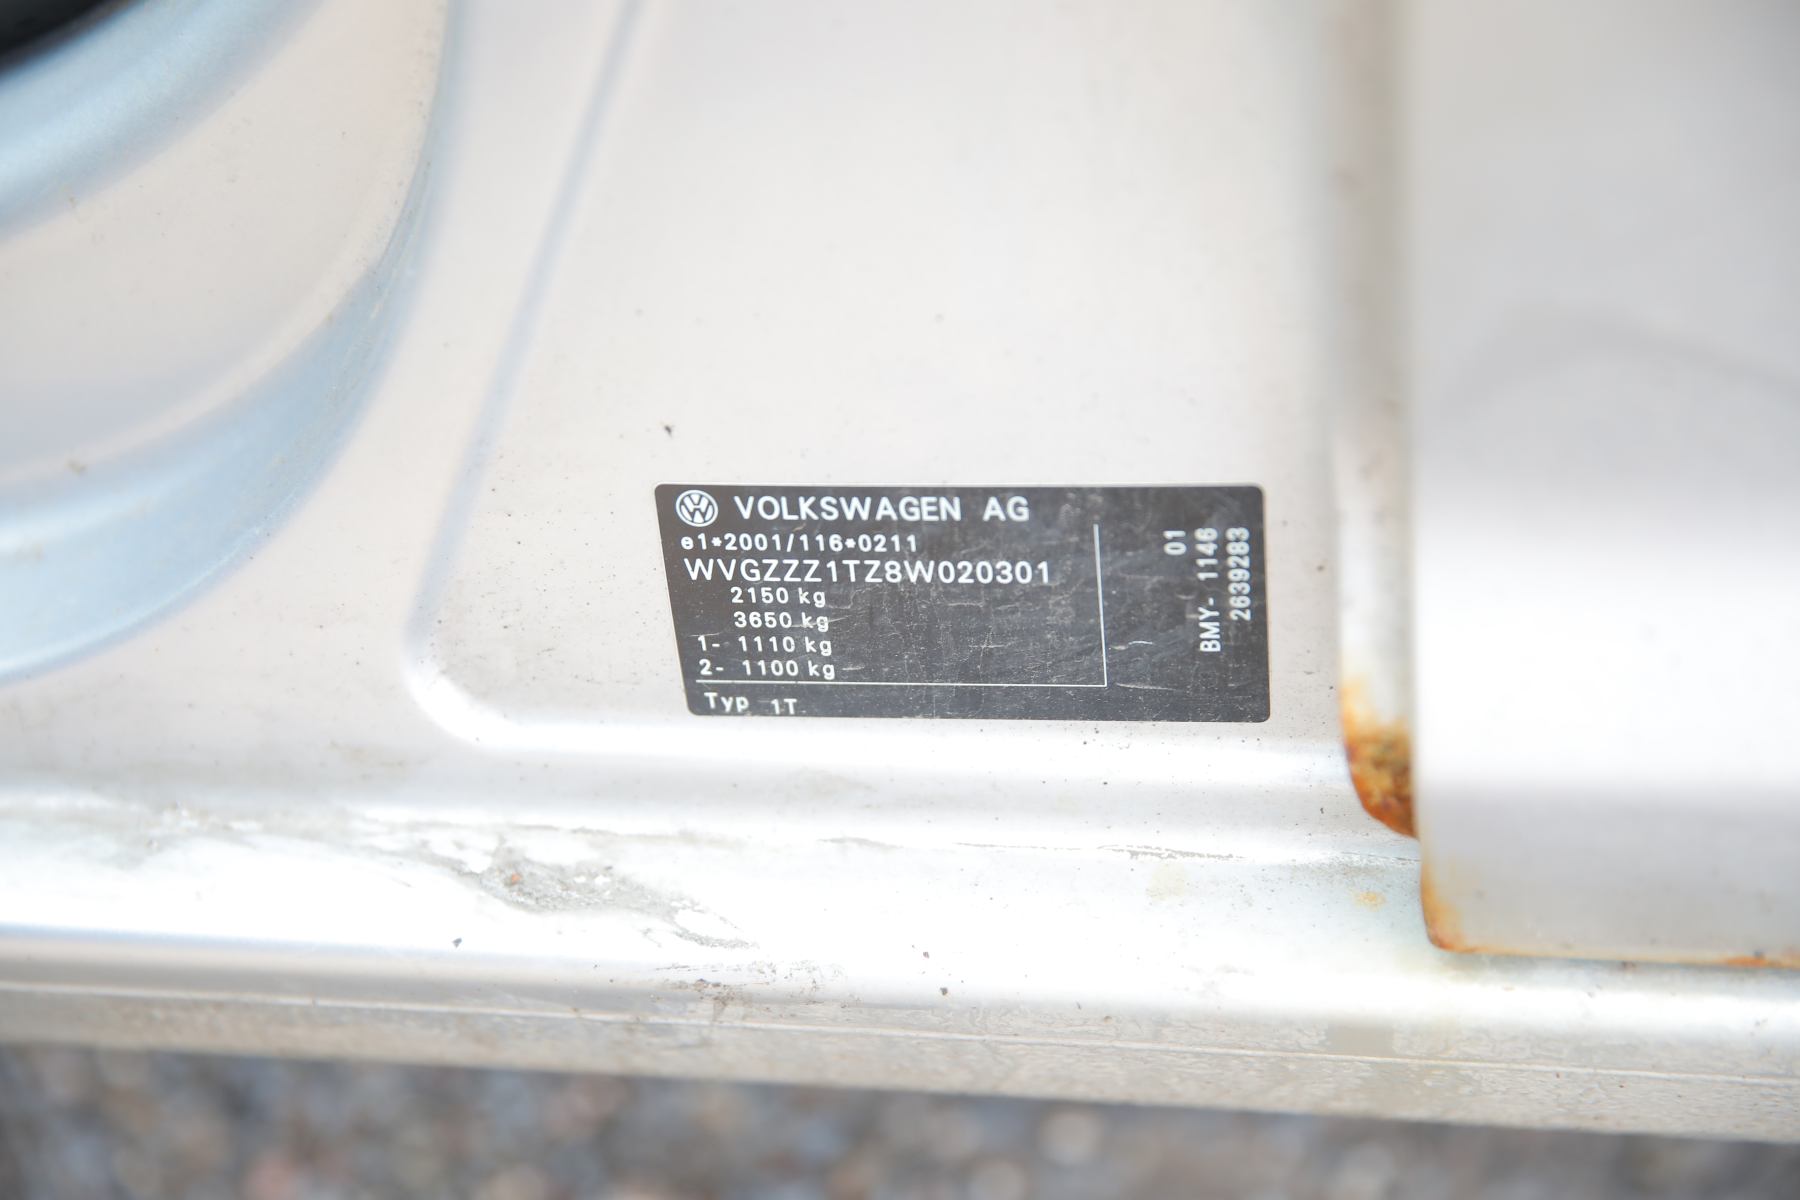 VOLKSWAGEN AG
e1*2001/116*0211
WVGZZZ1TZ8W020301
2150 kg
3650 kg
1- 1110 kg
2- 1100 kg
Typ 1T
01
BMY- 1146
2639283